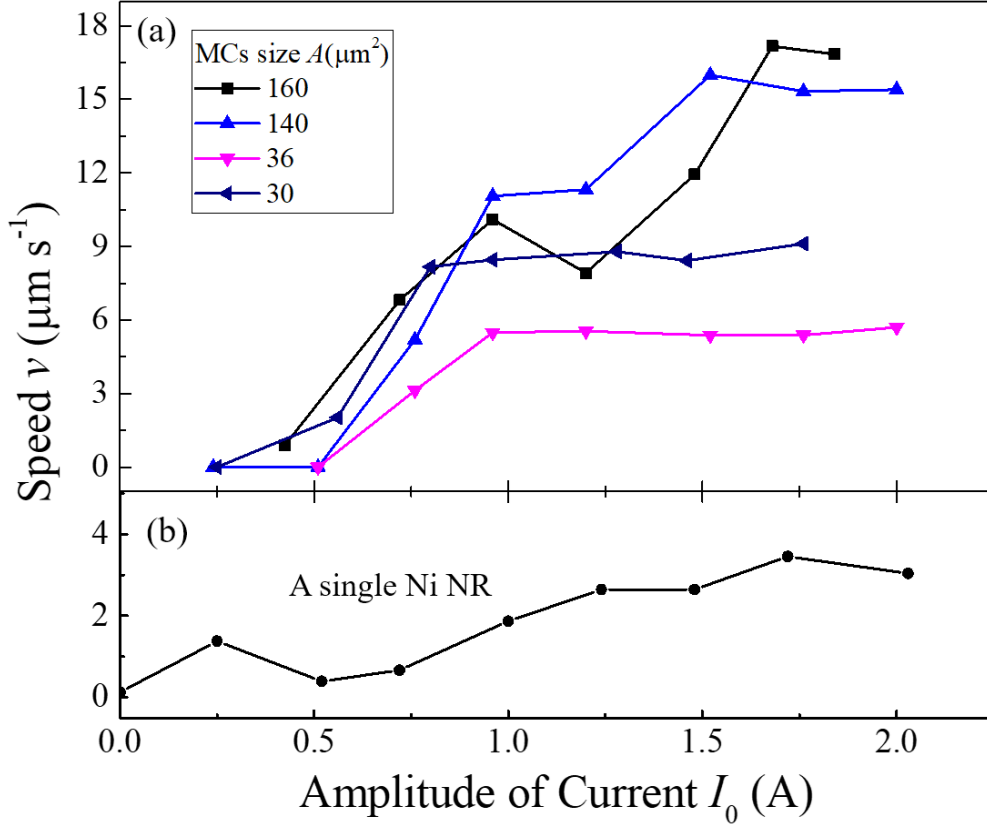 (a)
MCs size A(μm²)
160
140
36
30
18
15
12
9
6
3
0
Speed v (μm s⁻¹)
(b)
A single Ni NR
4
2
0
0.0 0.5 1.0 1.5 2.0
Amplitude of Current I₀ (A)